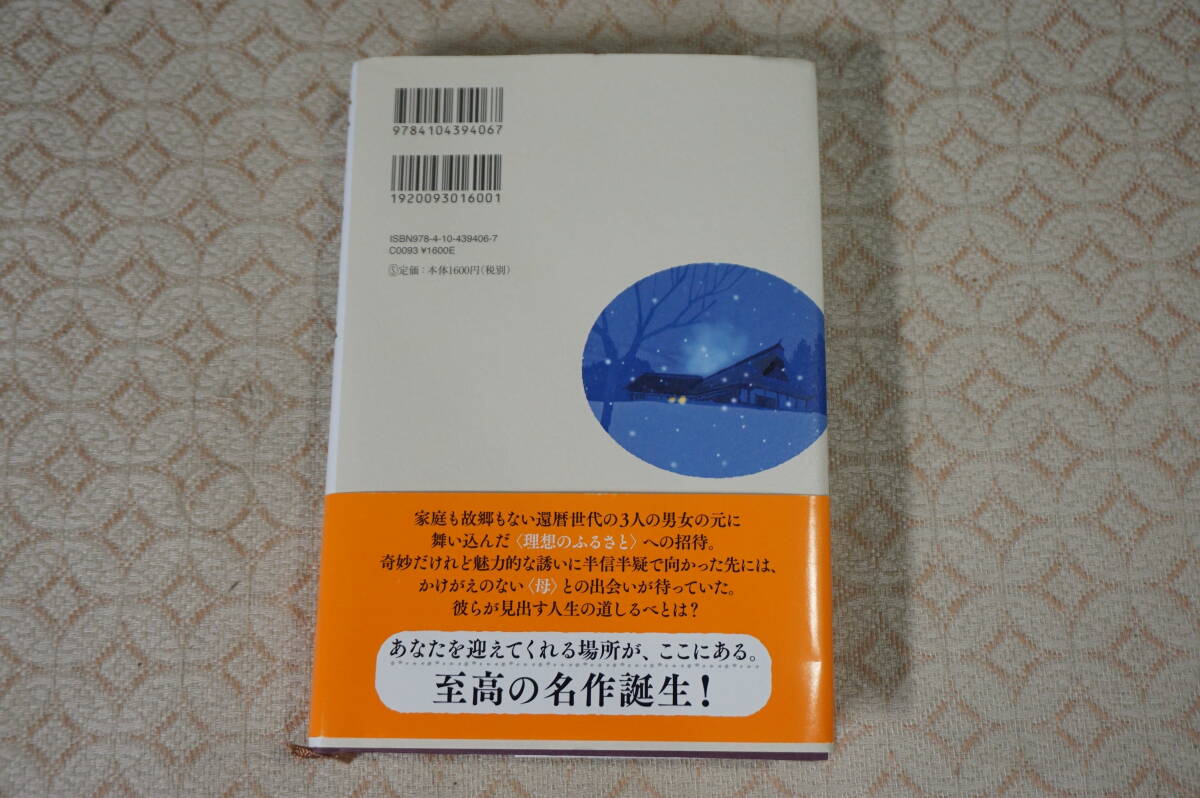 9784104394067
1920093016001
ISBN978-4-10-439406-7
C0093 ¥1600E
Ⓢ定価：本体1600円（税別）
家庭も故郷もない還暦世代の3人の男女の元に
舞い込んだ〈理想のふるさと〉への招待。
奇妙だけれど魅力的な誘いに半信半疑で向かった先には、
かけがえのない〈母〉との出会いが待っていた。
彼らが見出す人生の道しるべとは？
あなたを迎えてくれる場所が、ここにある。
至高の名作誕生！